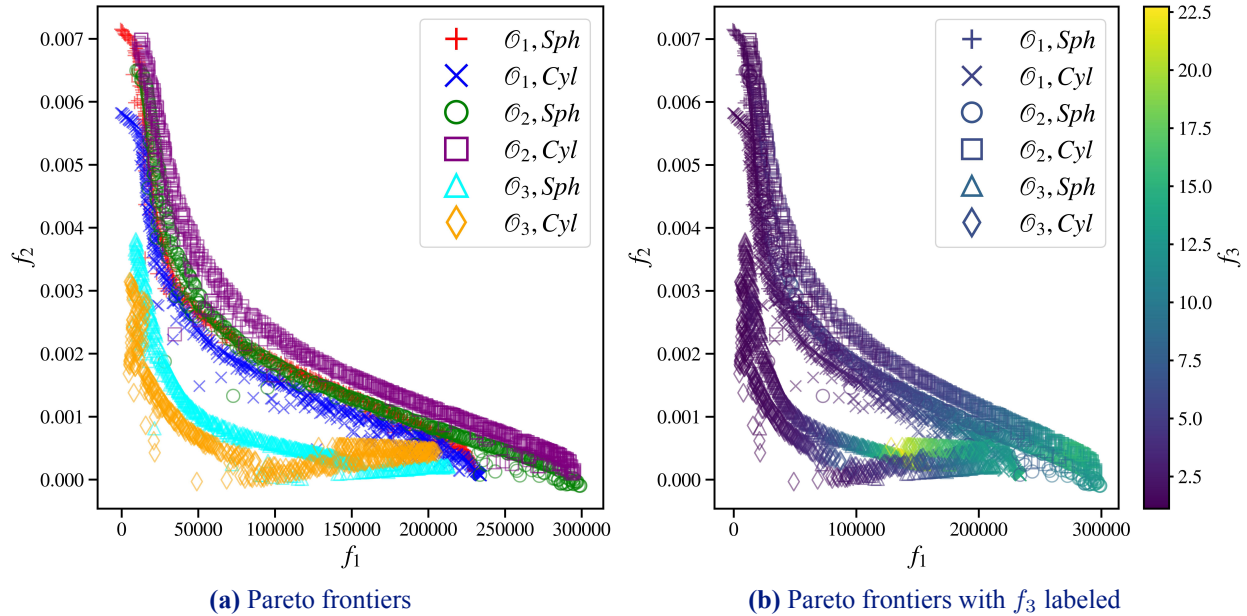 0.007
0.006
0.005
0.004
0.003
0.002
0.001
0.000
f₂
0 50000 100000 150000 200000 250000 300000
f₁
𝒪₁, Sph
𝒪₁, Cyl
𝒪₂, Sph
𝒪₂, Cyl
𝒪₃, Sph
𝒪₃, Cyl
(a) Pareto frontiers
0.007
0.006
0.005
0.004
0.003
0.002
0.001
0.000
f₂
0 100000 200000 300000
f₁
𝒪₁, Sph
𝒪₁, Cyl
𝒪₂, Sph
𝒪₂, Cyl
𝒪₃, Sph
𝒪₃, Cyl
22.5
20.0
17.5
15.0
12.5
10.0
7.5
5.0
2.5
f₃
(b) Pareto frontiers with f₃ labeled